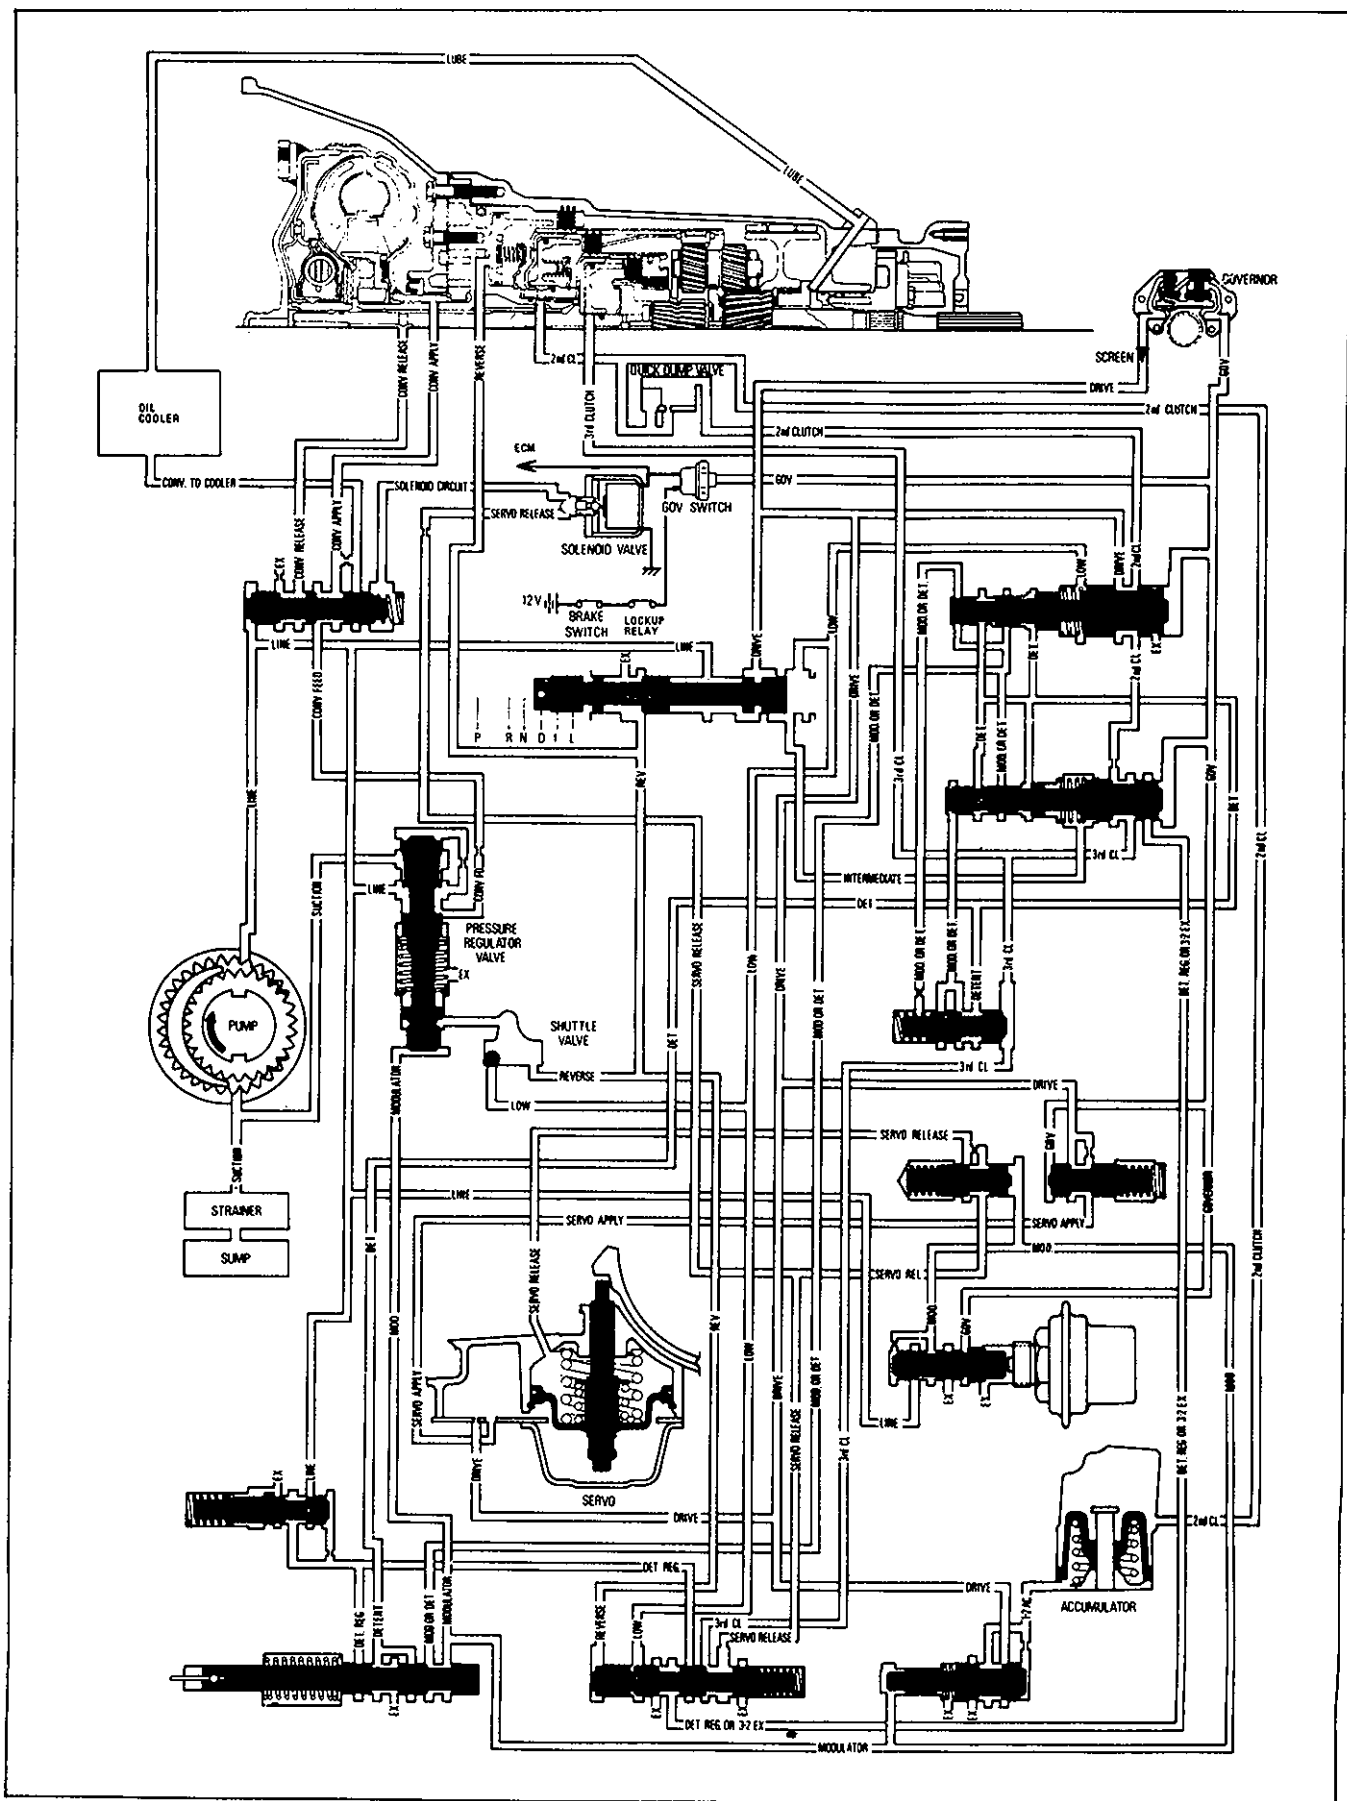 LUBE
LUBE
GOVERNOR
SCREEN
GOV
CONV RELEASE
CONV APPLY
REVERSE
2nd CL
QUICK DUMP VALVE
DRIVE
3rd CLUTCH
2nd CLUTCH
2nd CLUTCH
OIL
COOLER
ECM
CONV. TO COOLER
SOLENOID CIRCUIT
GOV
GOV SWITCH
SERVO RELEASE
SOLENOID VALVE
CONV RELEASE
CONV APPLY
EX
LOW
DRIVE
2nd CL
12V
BRAKE
SWITCH
LOCKUP
RELAY
MOD OR DET
LOW
EX
LINE
EX
LINE
DRIVE
DRIVE
DET
2nd CL
CONV FEED
P R N D I L
MOD OR DET
DET
MOD OR DET
REV
3rd CL
GOV
DET
2nd CL
LINE
SUCTION
LINE
CONV FD
3rd CL
INTERMEDIATE
DET
PRESSURE
REGULATOR
VALVE
EX
SERVO RELEASE
LOW
DRIVE
MOD OR DET
MOD OR DET
MOD OR DET
DETENT
3rd CL
DET. REG OR 3-2 EX
PUMP
SHUTTLE
VALVE
DET
MODULATOR
REVERSE
3rd CL
DRIVE
LOW
SERVO RELEASE
GOV
SUCTION
LINE
GOVERNOR
STRAINER
SERVO APPLY
SERVO APPLY
SUMP
DET
MOD.
SERVO RELEASE
SERVO REL
2nd CLUTCH
MOD
REV
MOD.
GOV
LOW
SERVO APPLY
DRIVE
MOD OR DET
EX
EX
MOD
LINE
SERVO RELEASE
3rd CL
DET. REG OR 3-2 EX
LINE
EX
DRIVE
SERVO
DRIVE
2nd CL
DET REG
DRIVE
ACCUMULATOR
DET. REG
DETENT
MOD OR DET
MODULATOR
REVERSE
LOW
3rd CL
SERVO RELEASE
1-2 AC
EX
EX
EX
EX
EX
DET REG OR 3-2 EX
MODULATOR